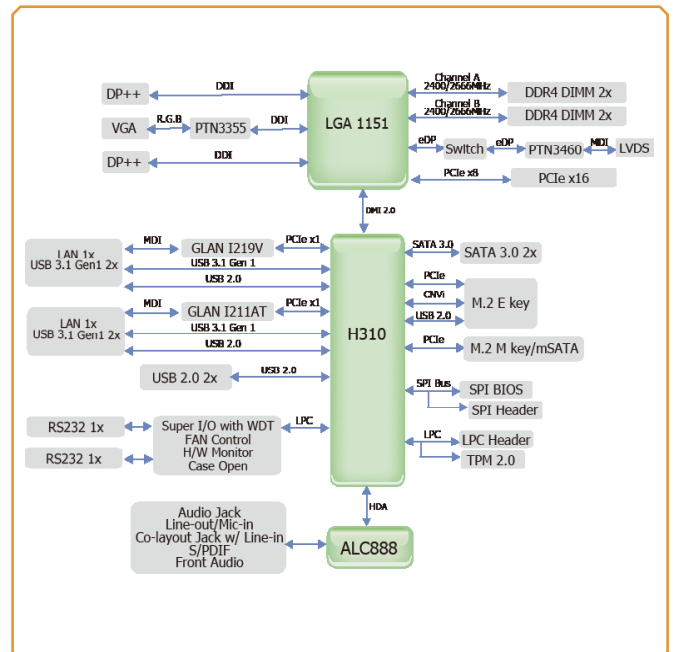 DP++
DDI
VGA
R.G.B
PTN3355
DDI
DP++
DDI
LGA 1151
Channel A
2400/2666MHz
DDR4 DIMM 2x
Channel B
2400/2666MHz
DDR4 DIMM 2x
eDP
Switch
eDP
PTN3460
MDI
LVDS
PCIe x8
PCIe x16
DMI 2.0
LAN 1x
USB 3.1 Gen1 2x
MDI
GLAN I219V
PCIe x1
USB 3.1 Gen 1
USB 2.0
LAN 1x
USB 3.1 Gen1 2x
MDI
GLAN I211AT
PCIe x1
USB 3.1 Gen 1
USB 2.0
USB 2.0 2x
USB 2.0
RS232 1x
RS232 1x
Super I/O with WDT
FAN Control
H/W Monitor
Case Open
LPC
H310
SATA 3.0
SATA 3.0 2x
PCIe
CNVi
USB 2.0
M.2 E key
PCIe
M.2 M key/mSATA
SPI Bus
SPI BIOS
SPI Header
LPC
LPC Header
TPM 2.0
HDA
Audio Jack
Line-out/Mic-in
Co-layout Jack w/ Line-in
S/PDIF
Front Audio
ALC888